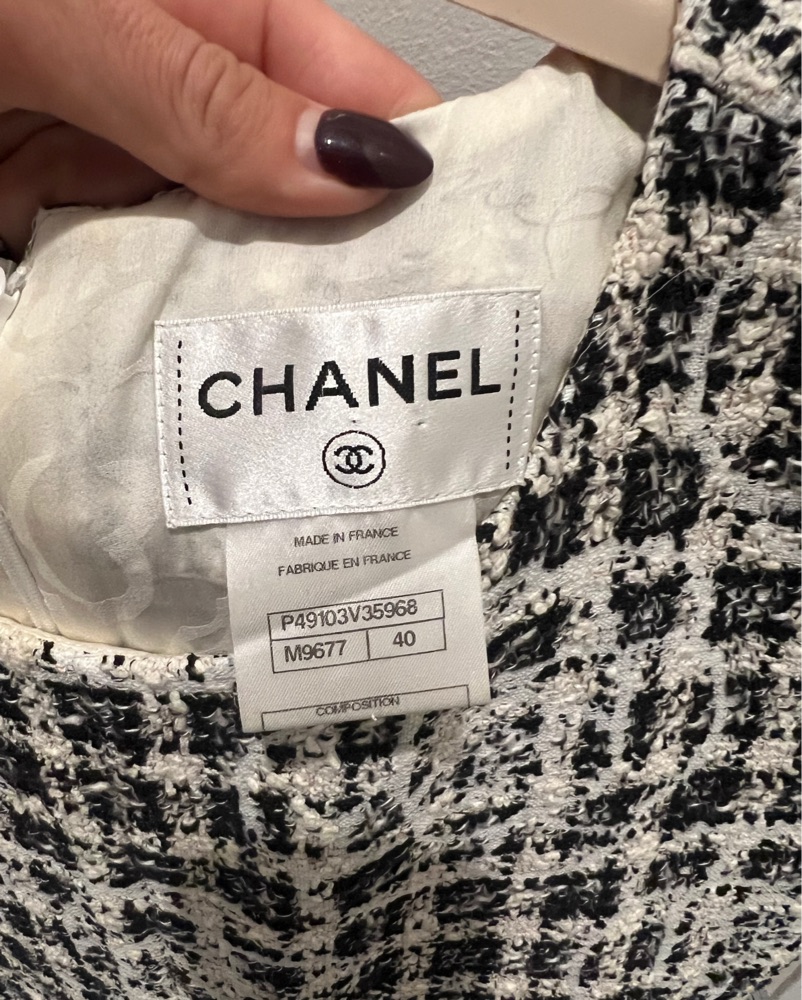 CHANEL
MADE IN FRANCE
FABRIQUE EN FRANCE
P49103V35968
M9677 40
COMPOSITION